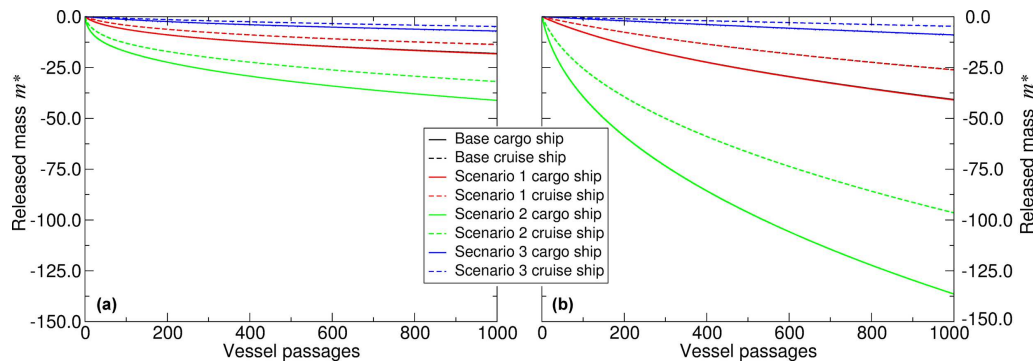 0.0
-25.0
-50.0
-75.0
-100.0
-125.0
-150.0
Released mass m*
(a)
0 200 400 600 800 1000
Vessel passages
Base cargo ship
Base cruise ship
Scenario 1 cargo ship
Scenario 1 cruise ship
Scenario 2 cargo ship
Scenario 2 cruise ship
Secnario 3 cargo ship
Scenario 3 cruise ship
(b)
0 200 400 600 800 1000
Vessel passages
0.0
-25.0
-50.0
-75.0
-100.0
-125.0
-150.0
Released mass m*